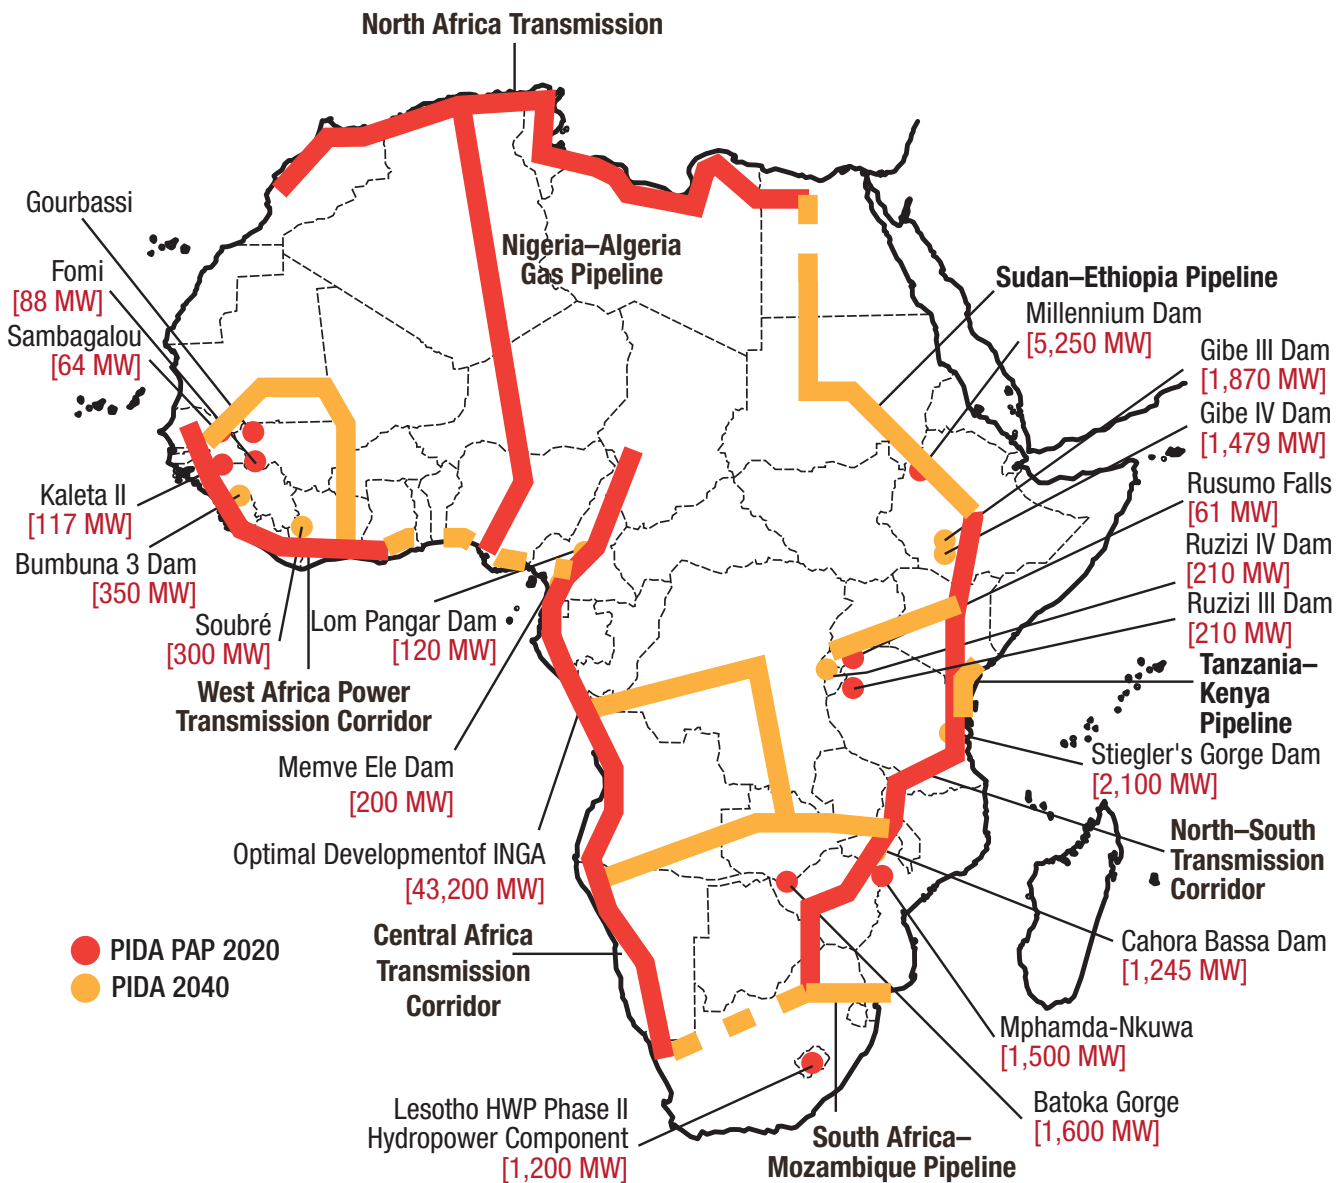 North Africa Transmission
Gourbassi
Fomi
[88 MW]
Sambagalou
[64 MW]
Nigeria–Algeria
Gas Pipeline
Sudan–Ethiopia Pipeline
Millennium Dam
[5,250 MW]
Gibe III Dam
[1,870 MW]
Gibe IV Dam
[1,479 MW]
Rusumo Falls
[61 MW]
Ruzizi IV Dam
[210 MW]
Ruzizi III Dam
[210 MW]
Tanzania–
Kenya
Pipeline
Stiegler's Gorge Dam
[2,100 MW]
North–South
Transmission
Corridor
Cahora Bassa Dam
[1,245 MW]
Mphamda-Nkuwa
[1,500 MW]
Batoka Gorge
[1,600 MW]
South Africa–
Mozambique Pipeline
Kaleta II
[117 MW]
Bumbuna 3 Dam
[350 MW]
Soubré
[300 MW]
Lom Pangar Dam
[120 MW]
West Africa Power
Transmission Corridor
Memve Ele Dam
[200 MW]
Optimal Developmentof INGA
[43,200 MW]
Central Africa
Transmission
Corridor
PIDA PAP 2020
PIDA 2040
Lesotho HWP Phase II
Hydropower Component
[1,200 MW]